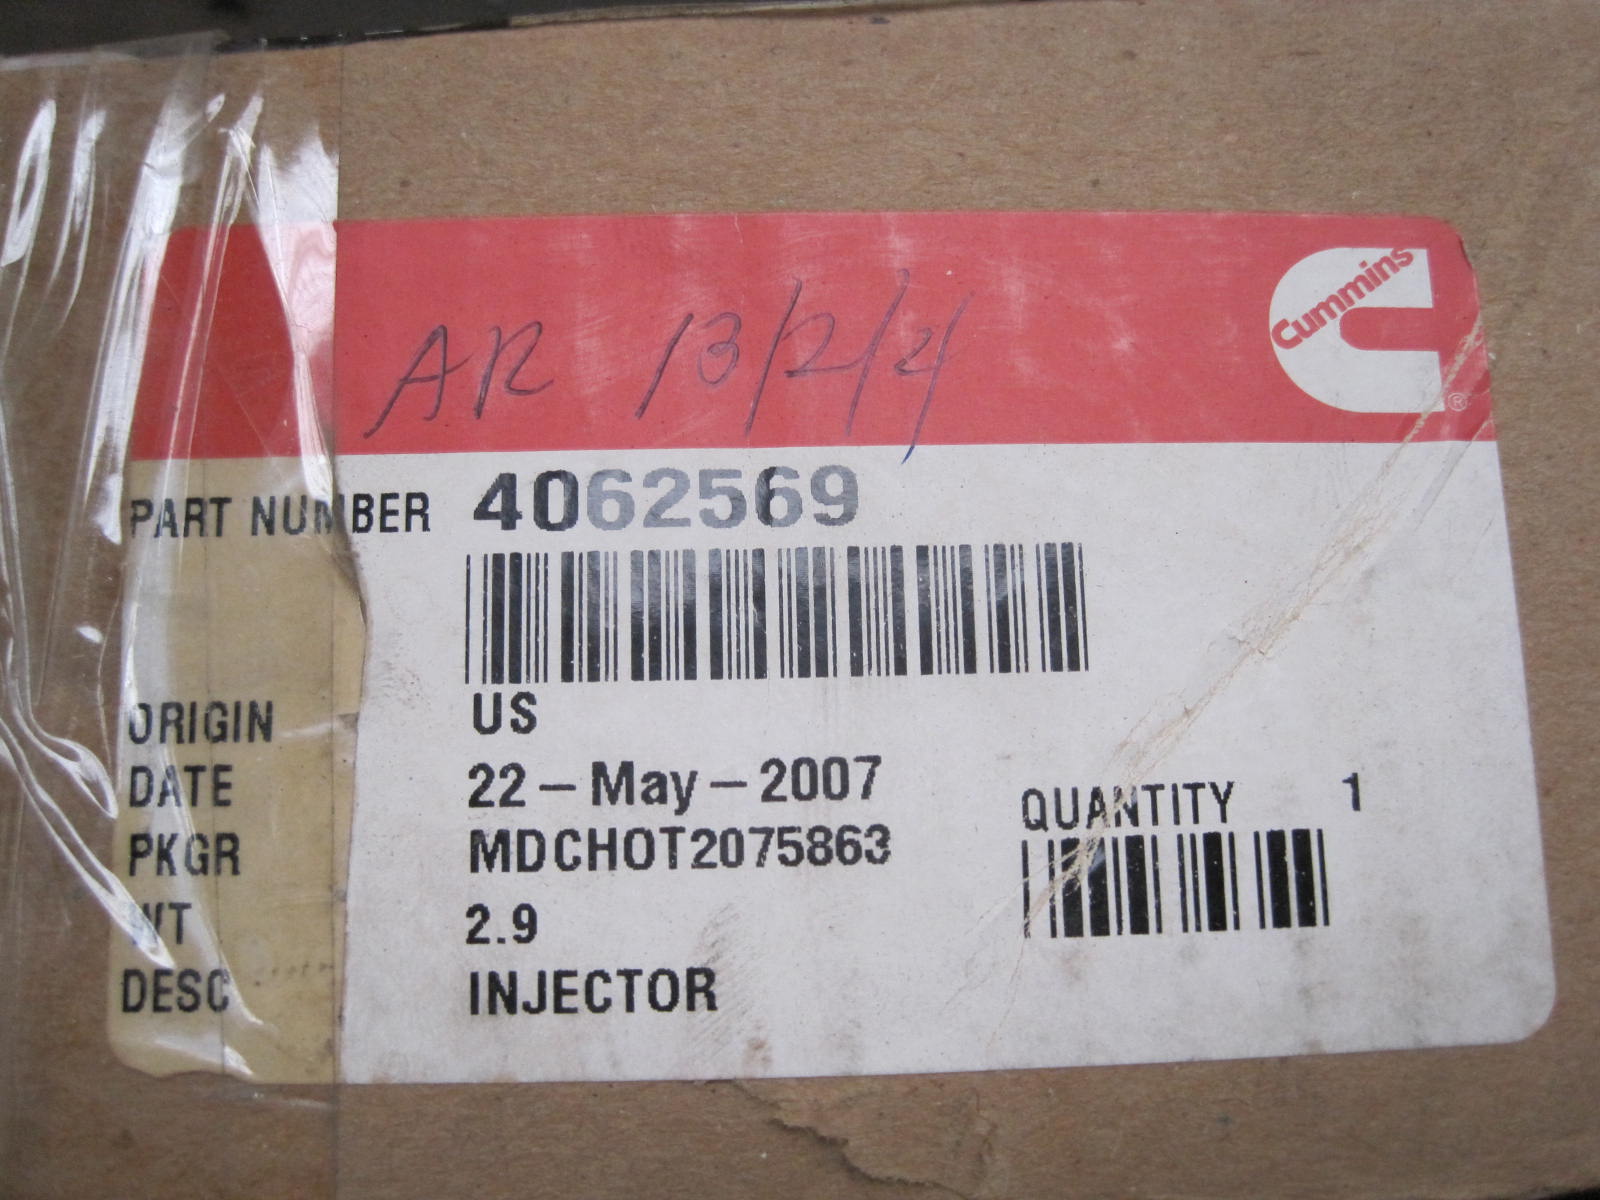 Cummins
®
AR 13/2/4
PART NUMBER 4062569
ORIGIN US
DATE 22-May-2007
QUANTITY 1
PKGR MDCHOT2075863
WT 2.9
DESC INJECTOR